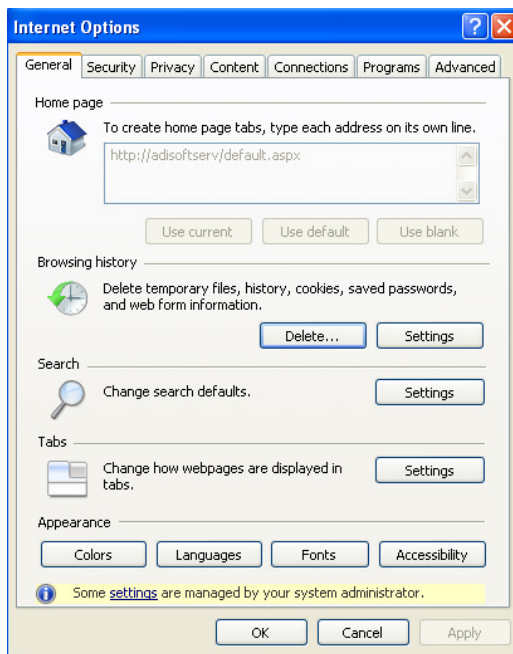 Internet Options
General Security Privacy Content Connections Programs Advanced
Home page
To create home page tabs, type each address on its own line.
http://adisoftserv/default.aspx
Use current Use default Use blank
Browsing history
Delete temporary files, history, cookies, saved passwords,
and web form information.
Delete... Settings
Search
Change search defaults. Settings
Tabs
Change how webpages are displayed in
tabs.
Settings
Appearance
Colors Languages Fonts Accessibility
Some settings are managed by your system administrator.
OK Cancel Apply